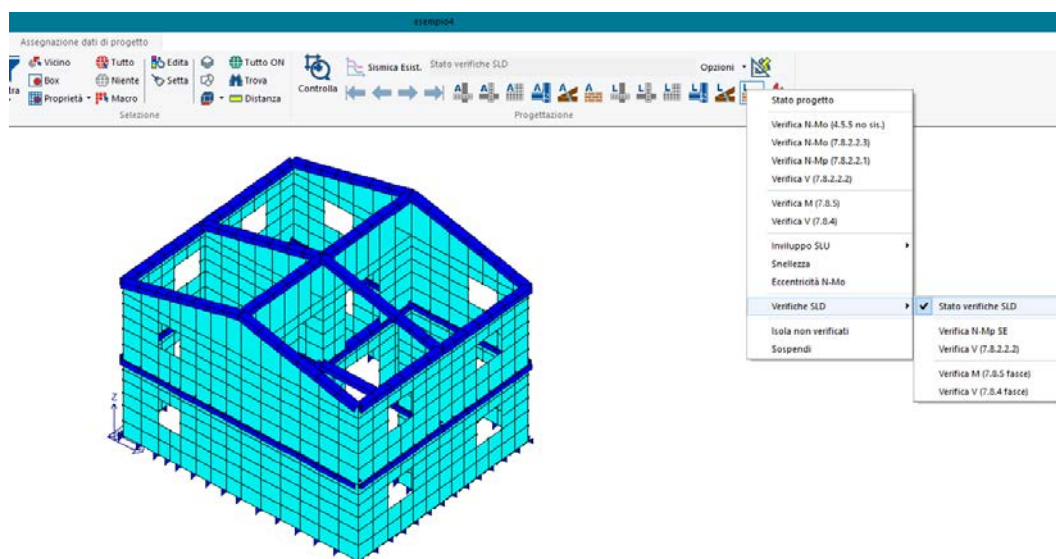 esempio4
Assegnazione dati di progetto
Vicino Tutto Edita Tutto ON
Box Niente Setta Trova
Proprietà Macro Distanza
Selezione
Controlla
Sismica Esist. Stato verifiche SLD Opzioni
Progettazione
Stato progetto
Verifica N-Mo (4.5.5 no sis.)
Verifica N-Mo (7.8.2.2.3)
Verifica N-Mp (7.8.2.2.1)
Verifica V (7.8.2.2.2)
Verifica M (7.8.5)
Verifica V (7.8.4)
Inviluppo SLU
Snellezza
Eccentricità N-Mo
Verifiche SLD
Isola non verificati
Sospendi
Stato verifiche SLD
Verifica N-Mp SE
Verifica V (7.8.2.2.2)
Verifica M (7.8.5 fasce)
Verifica V (7.8.4 fasce)
Z